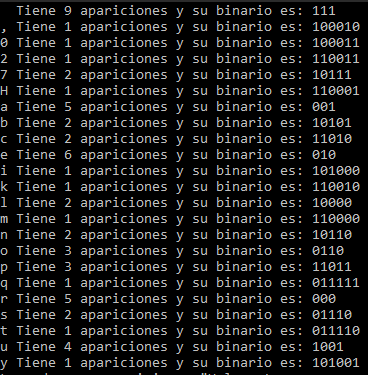 Tiene 9 apariciones y su binario es: 111
, Tiene 1 apariciones y su binario es: 100010
0 Tiene 1 apariciones y su binario es: 100011
2 Tiene 1 apariciones y su binario es: 110011
7 Tiene 2 apariciones y su binario es: 10111
H Tiene 1 apariciones y su binario es: 110001
a Tiene 5 apariciones y su binario es: 001
b Tiene 2 apariciones y su binario es: 10101
c Tiene 2 apariciones y su binario es: 11010
e Tiene 6 apariciones y su binario es: 010
i Tiene 1 apariciones y su binario es: 101000
k Tiene 1 apariciones y su binario es: 110010
l Tiene 2 apariciones y su binario es: 10000
m Tiene 1 apariciones y su binario es: 110000
n Tiene 2 apariciones y su binario es: 10110
o Tiene 3 apariciones y su binario es: 0110
p Tiene 3 apariciones y su binario es: 11011
q Tiene 1 apariciones y su binario es: 011111
r Tiene 5 apariciones y su binario es: 000
s Tiene 2 apariciones y su binario es: 01110
t Tiene 1 apariciones y su binario es: 011110
u Tiene 4 apariciones y su binario es: 1001
y Tiene 1 apariciones y su binario es: 101001